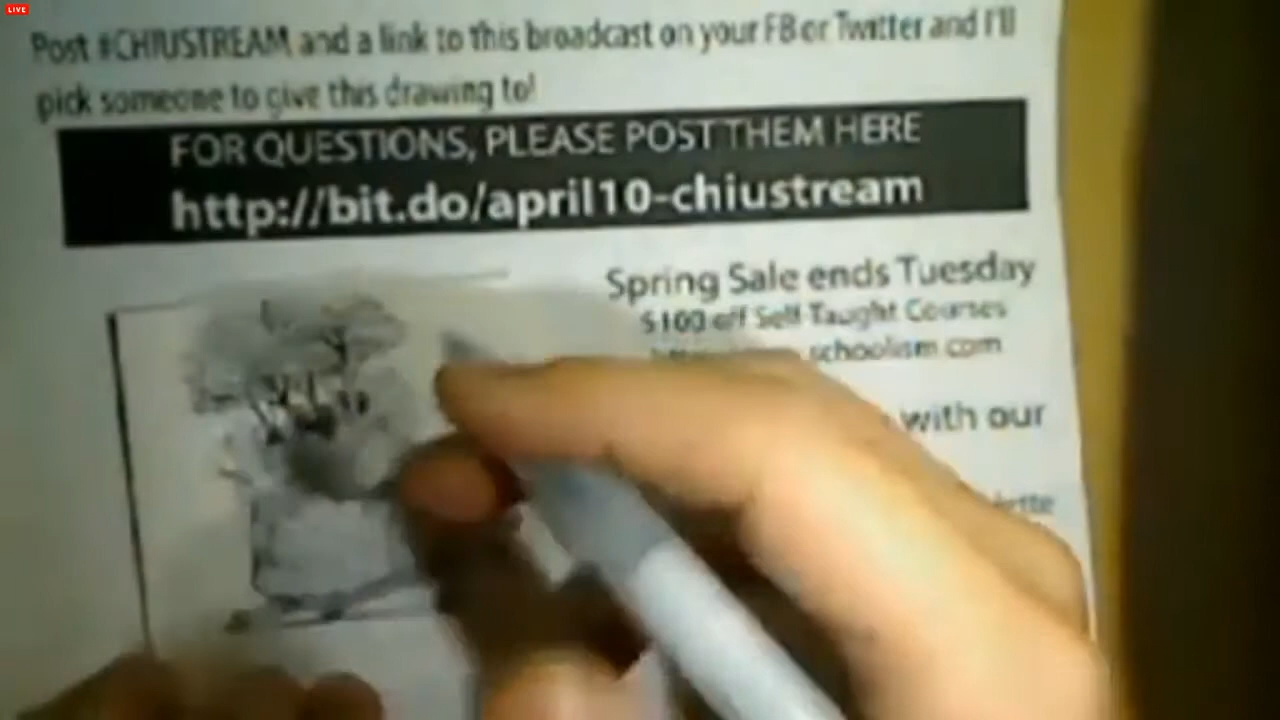 LIVE
Post #CHIUSTREAM and a link to this broadcast on your FB or Twitter and I'll
pick someone to give this drawing to!
FOR QUESTIONS, PLEASE POST THEM HERE
http://bit.do/april10-chiustream
Spring Sale ends Tuesday
$100 off Self Taught Courses
schoolism.com
with our